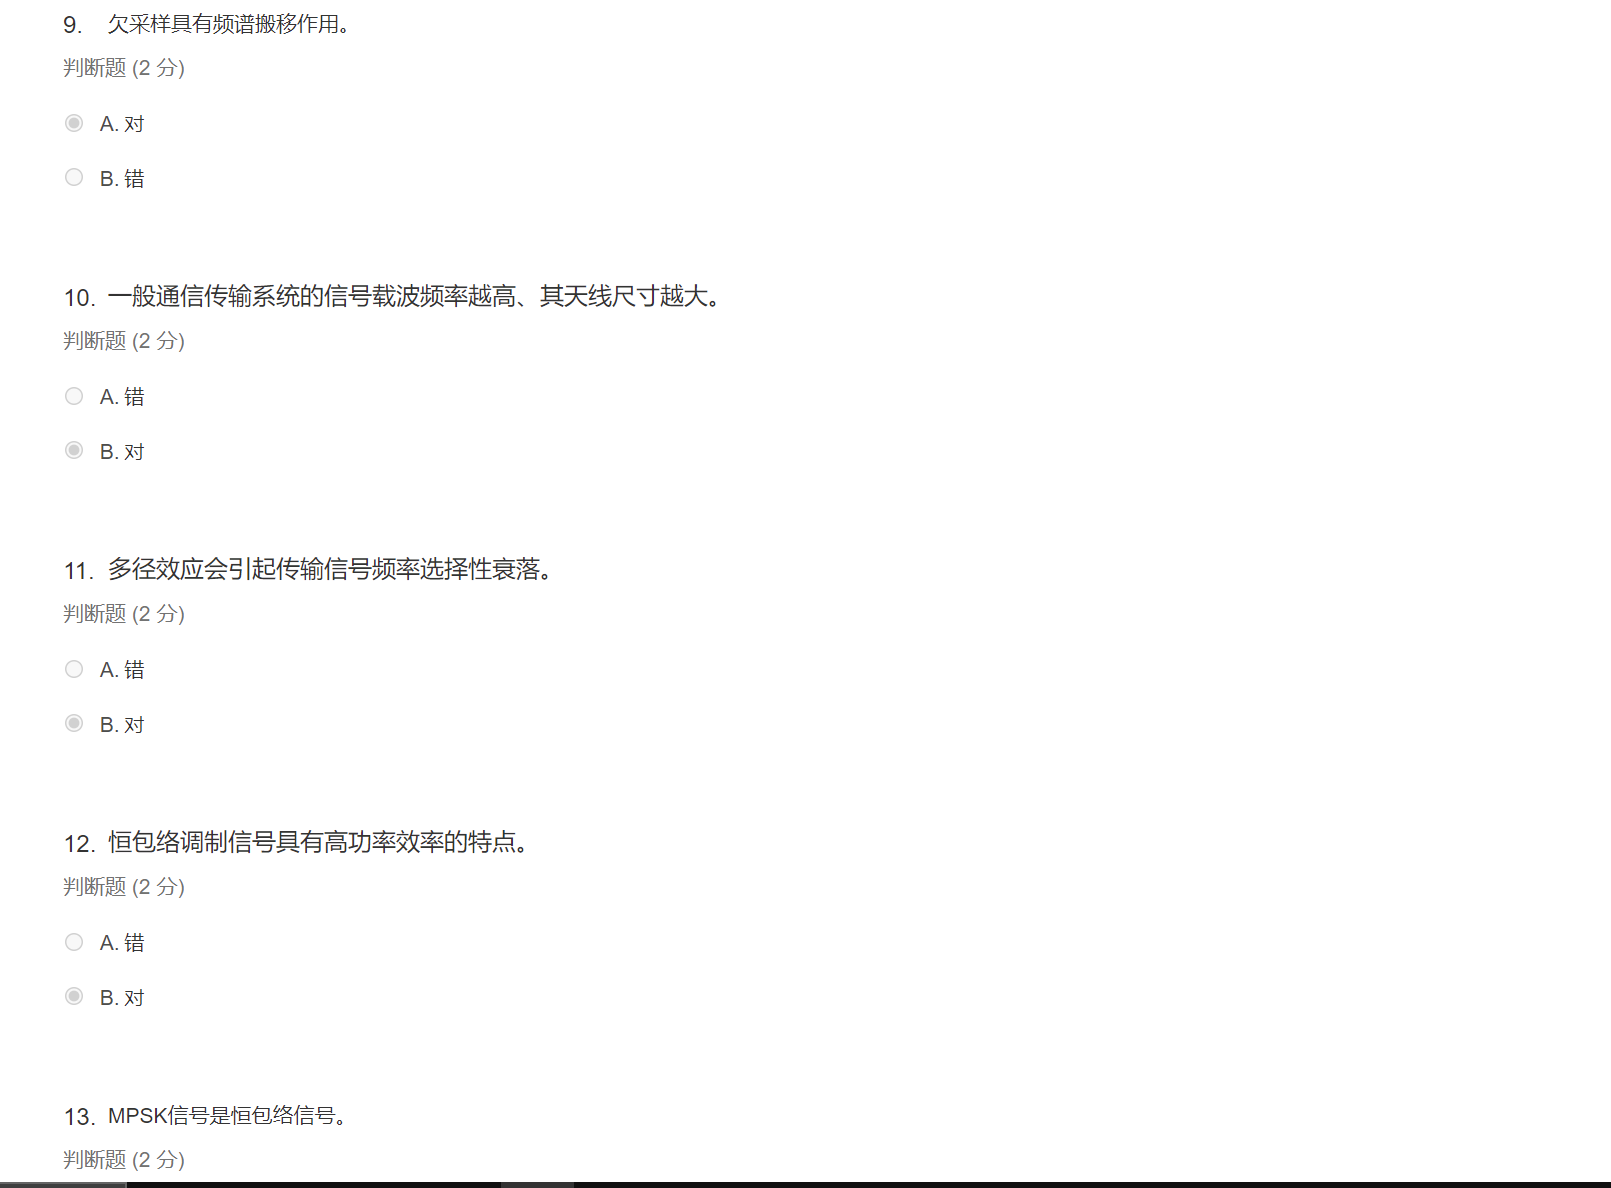 9. 欠采样具有频谱搬移作用。
判断题 (2 分)
A. 对
B. 错
10. 一般通信传输系统的信号载波频率越高、其天线尺寸越大。
判断题 (2 分)
A. 错
B. 对
11. 多径效应会引起传输信号频率选择性衰落。
判断题 (2 分)
A. 错
B. 对
12. 恒包络调制信号具有高功率效率的特点。
判断题 (2 分)
A. 错
B. 对
13. MPSK信号是恒包络信号。
判断题 (2 分)